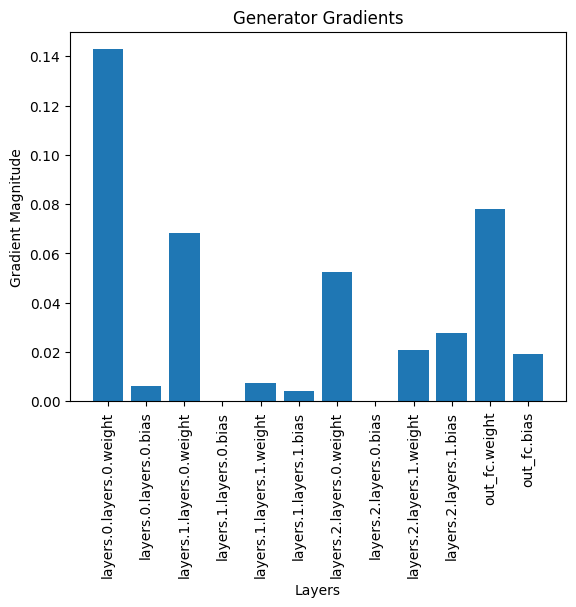 Generator Gradients
Gradient Magnitude
0.14
0.12
0.10
0.08
0.06
0.04
0.02
0.00
layers.0.layers.0.weight
layers.0.layers.0.bias
layers.1.layers.0.weight
layers.1.layers.0.bias
layers.1.layers.1.weight
layers.1.layers.1.bias
layers.2.layers.0.weight
layers.2.layers.0.bias
layers.2.layers.1.weight
layers.2.layers.1.bias
out_fc.weight
out_fc.bias
Layers